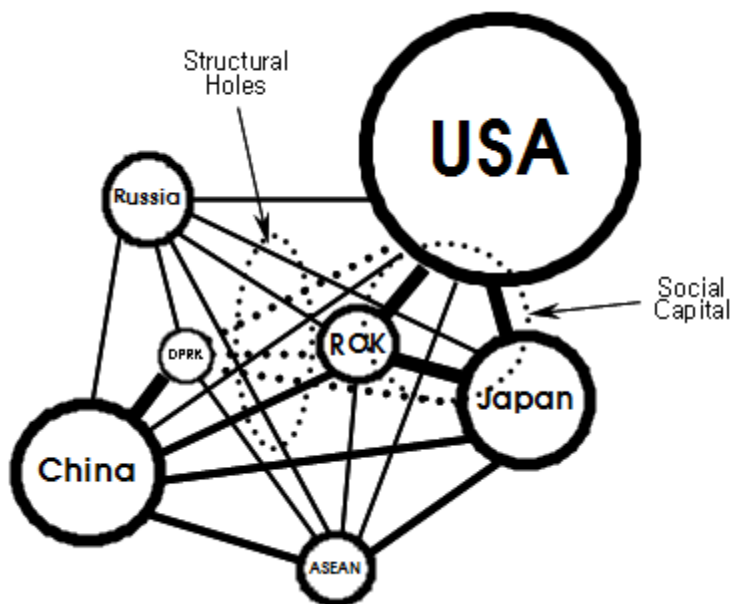 Structural
Holes
USA
Russia
Social
Capital
DPRK
ROK
Japan
China
ASEAN